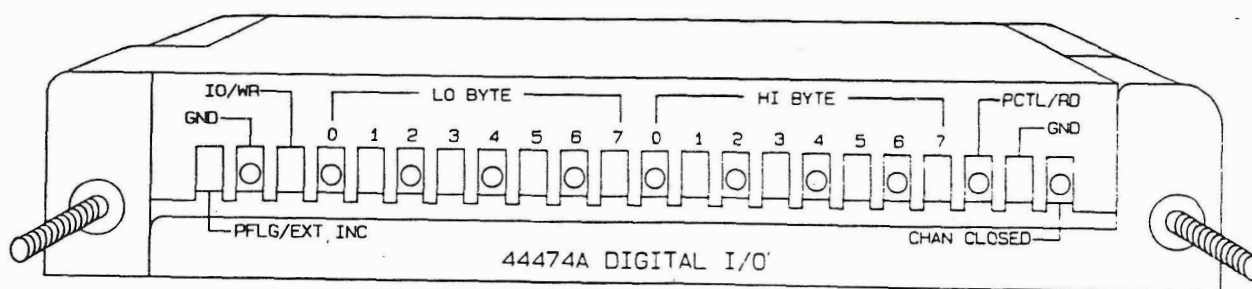 IO/WR
LO BYTE
HI BYTE
PCTL/RD
GND
GND
0 1 2 3 4 5 6 7 0 1 2 3 4 5 6 7
PFLG/EXT INC
CHAN CLOSED
44474A DIGITAL I/O